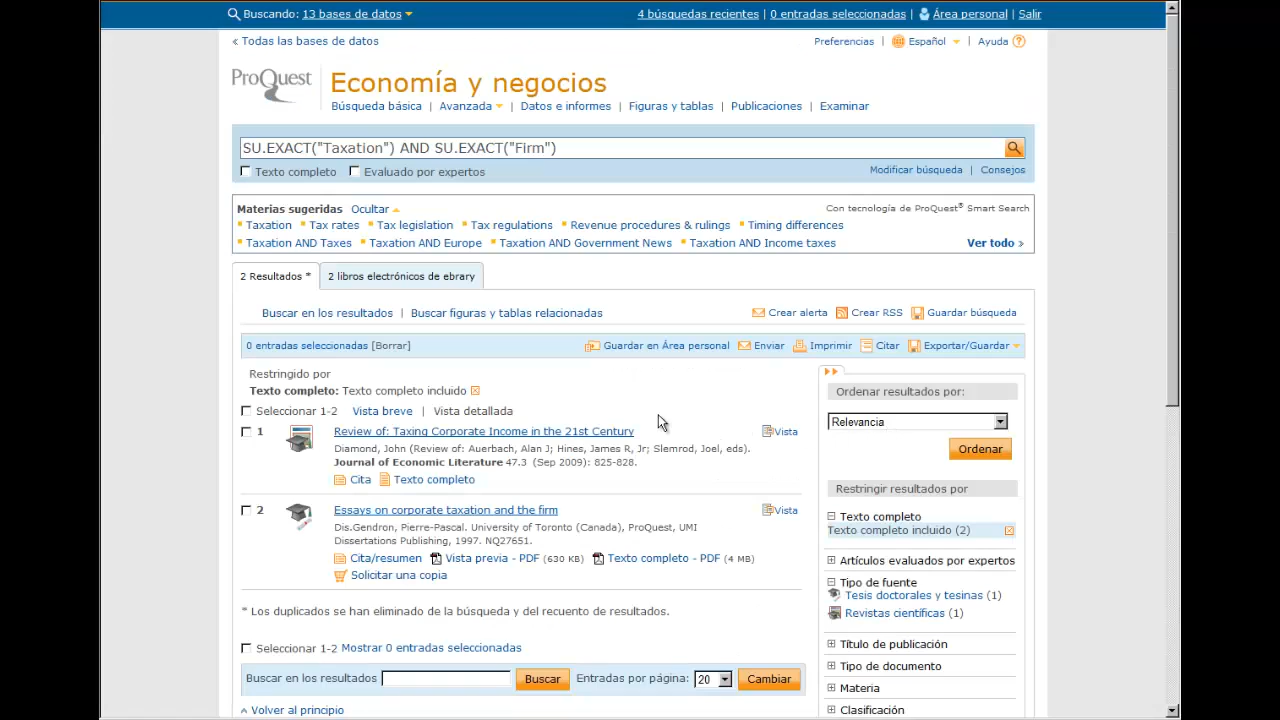 Buscando: 13 bases de datos 4 búsquedas recientes | 0 entradas seleccionadas | Área personal | Salir
« Todas las bases de datos Preferencias | Español | Ayuda ?
ProQuest Economía y negocios
Búsqueda básica | Avanzada | Datos e informes | Figuras y tablas | Publicaciones | Examinar
SU.EXACT("Taxation") AND SU.EXACT("Firm")
Texto completo Evaluado por expertos Modificar búsqueda | Consejos
Materias sugeridas Ocultar Con tecnología de ProQuest® Smart Search
Taxation Tax rates Tax legislation Tax regulations Revenue procedures & rulings Timing differences
Taxation AND Taxes Taxation AND Europe Taxation AND Government News Taxation AND Income taxes Ver todo >
2 Resultados * 2 libros electrónicos de ebrary
Buscar en los resultados | Buscar figuras y tablas relacionadas Crear alerta Crear RSS Guardar búsqueda
0 entradas seleccionadas [Borrar] Guardar en Área personal Enviar Imprimir Citar Exportar/Guardar
Restringido por
Texto completo: Texto completo incluido
Seleccionar 1-2 Vista breve | Vista detallada
1 Review of: Taxing Corporate Income in the 21st Century Vista
Diamond, John (Review of: Auerbach, Alan J; Hines, James R, Jr; Slemrod, Joel, eds).
Journal of Economic Literature 47.3 (Sep 2009): 825-828.
Cita Texto completo
2 Essays on corporate taxation and the firm Vista
Dis.Gendron, Pierre-Pascal. University of Toronto (Canada), ProQuest, UMI
Dissertations Publishing, 1997. NQ27651.
Cita/resumen Vista previa - PDF (630 KB) Texto completo - PDF (4 MB)
Solicitar una copia
* Los duplicados se han eliminado de la búsqueda y del recuento de resultados.
Seleccionar 1-2 Mostrar 0 entradas seleccionadas
Buscar en los resultados Buscar Entradas por página: 20 Cambiar
Volver al principio
Ordenar resultados por:
Relevancia
Ordenar
Restringir resultados por
Texto completo
Texto completo incluido (2)
Artículos evaluados por expertos
Tipo de fuente
Tesis doctorales y tesinas (1)
Revistas científicas (1)
Título de publicación
Tipo de documento
Materia
Clasificación